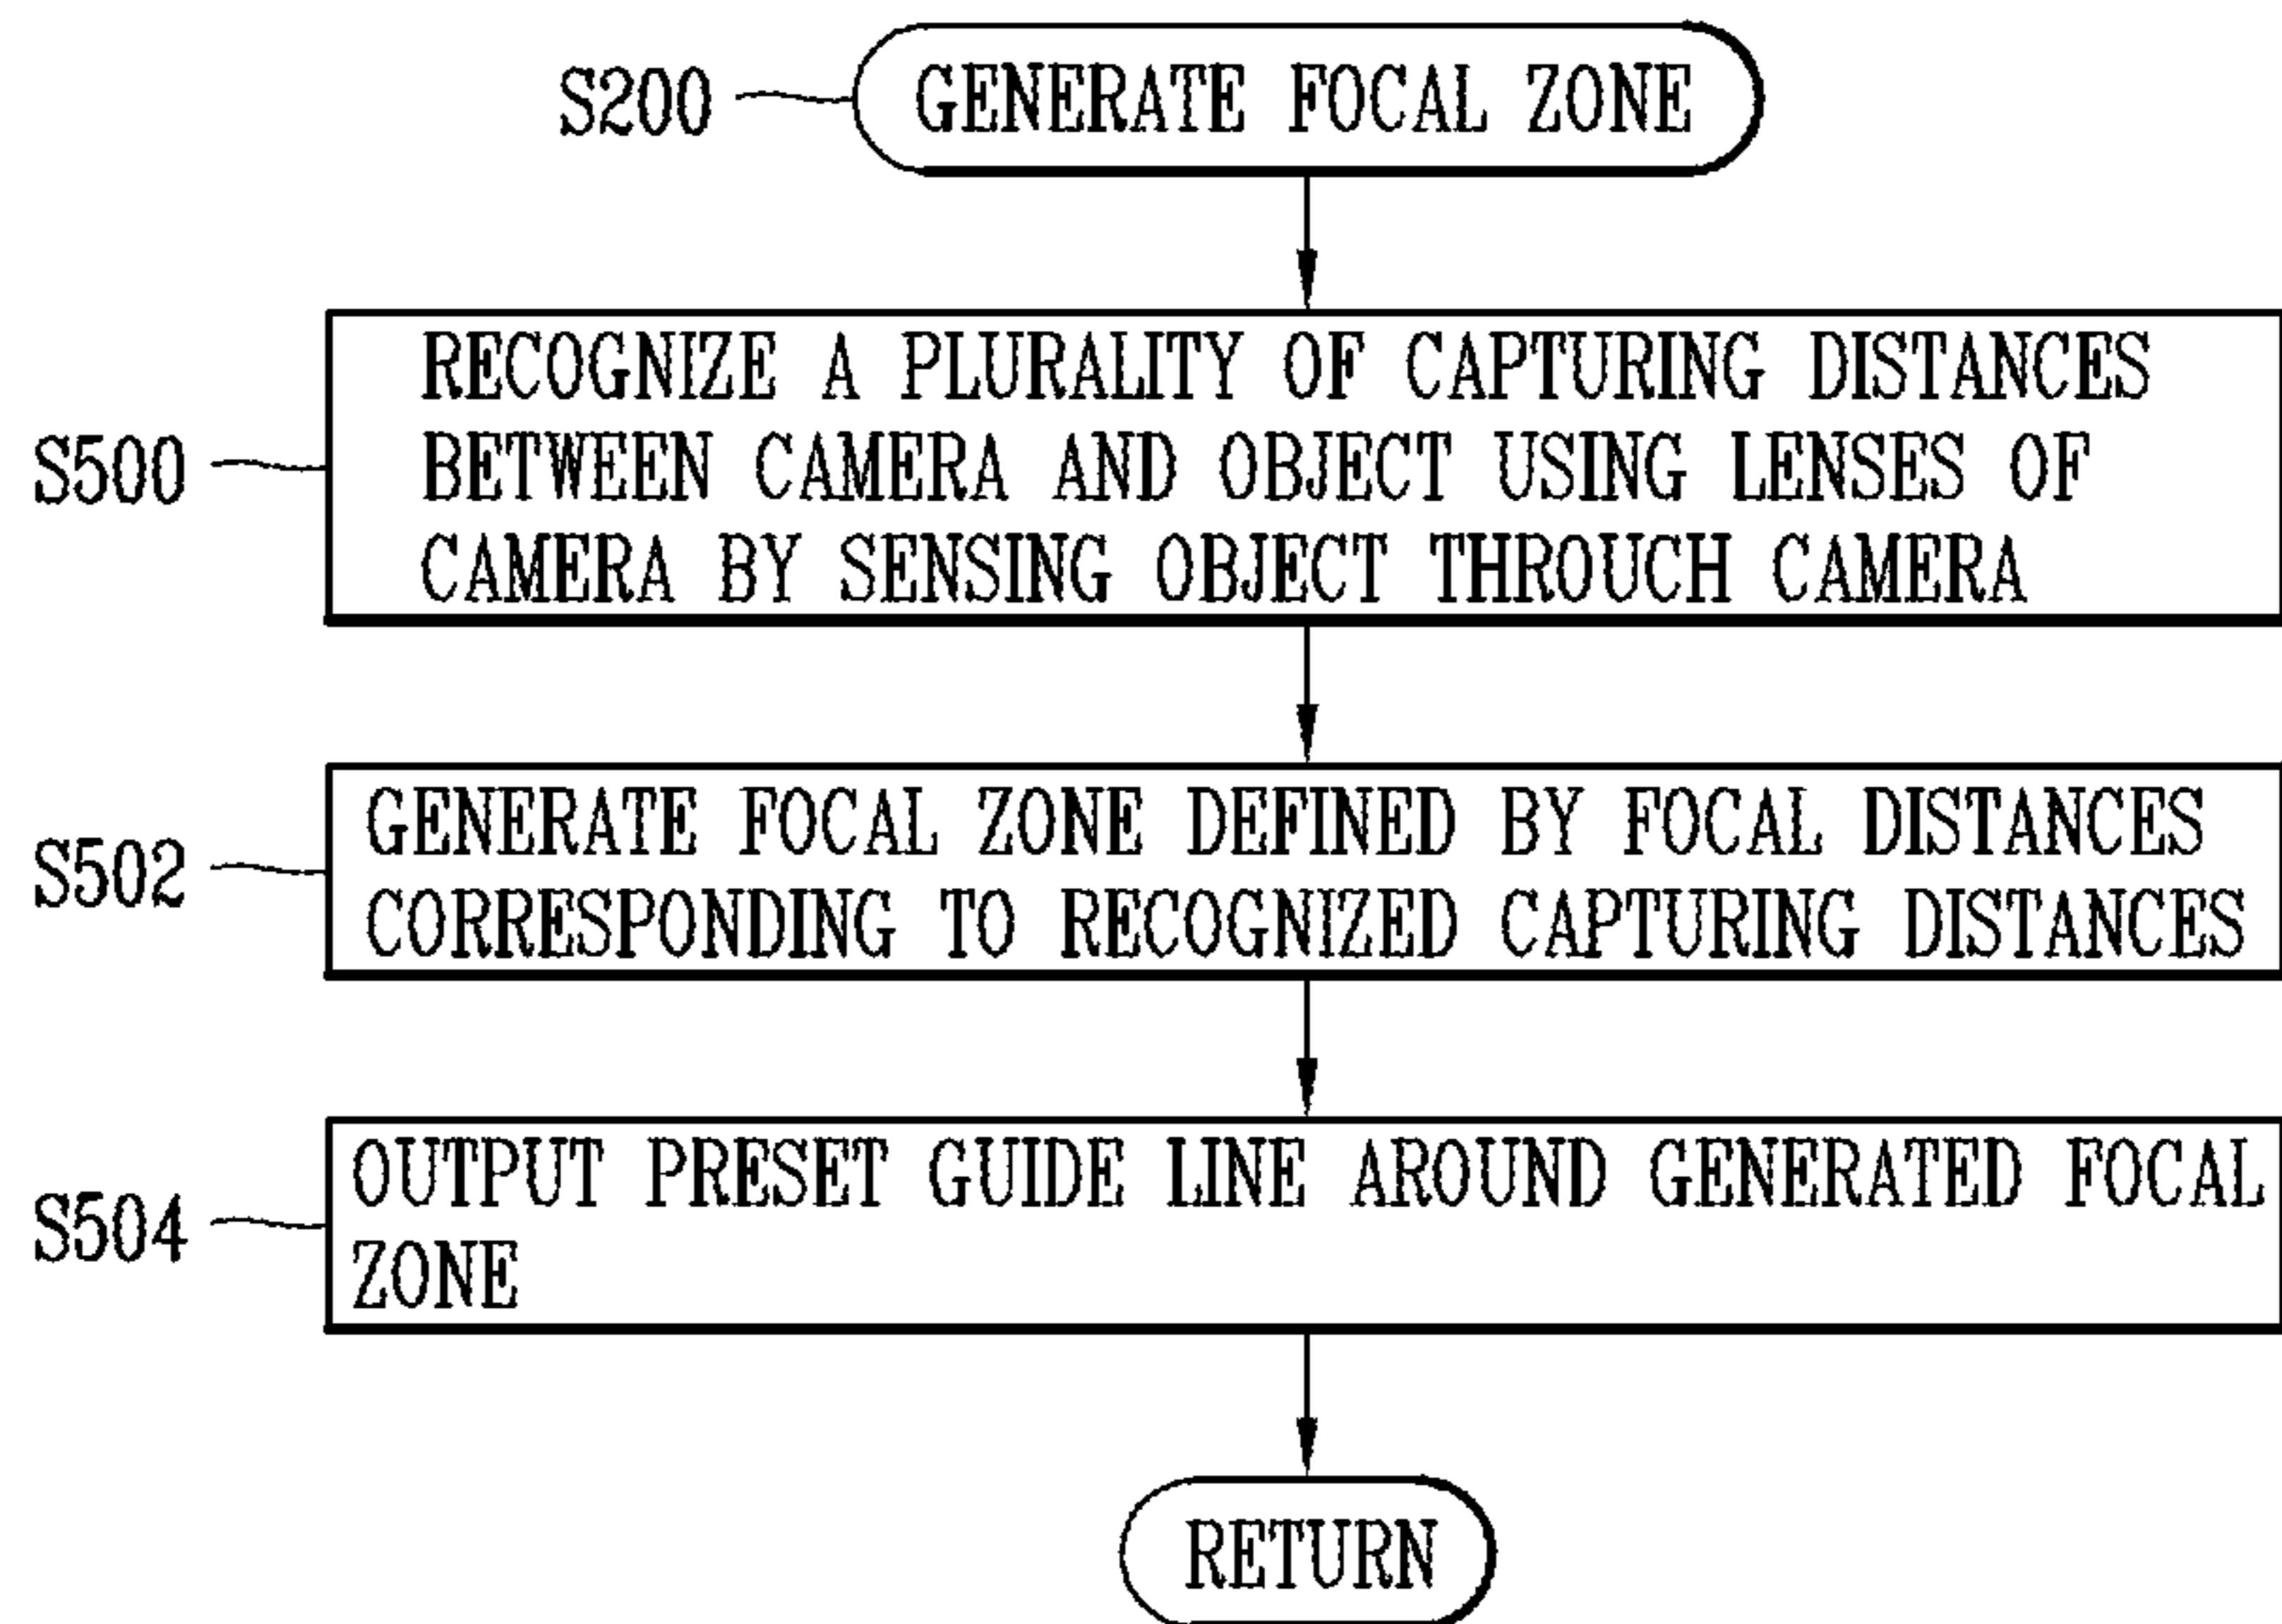 S200 GENERATE FOCAL ZONE
RECOGNIZE A PLURALITY OF CAPTURING DISTANCES
S500 BETWEEN CAMERA AND OBJECT USING LENSES OF
CAMERA BY SENSING OBJECT THROUCH CAMERA
S502 GENERATE FOCAL ZONE DEFINED BY FOCAL DISTANCES
CORRESPONDING TO RECOGNIZED CAPTURING DISTANCES
S504 OUTPUT PRESET GUIDE LINE AROUND GENERATED FOCAL
ZONE
RETURN